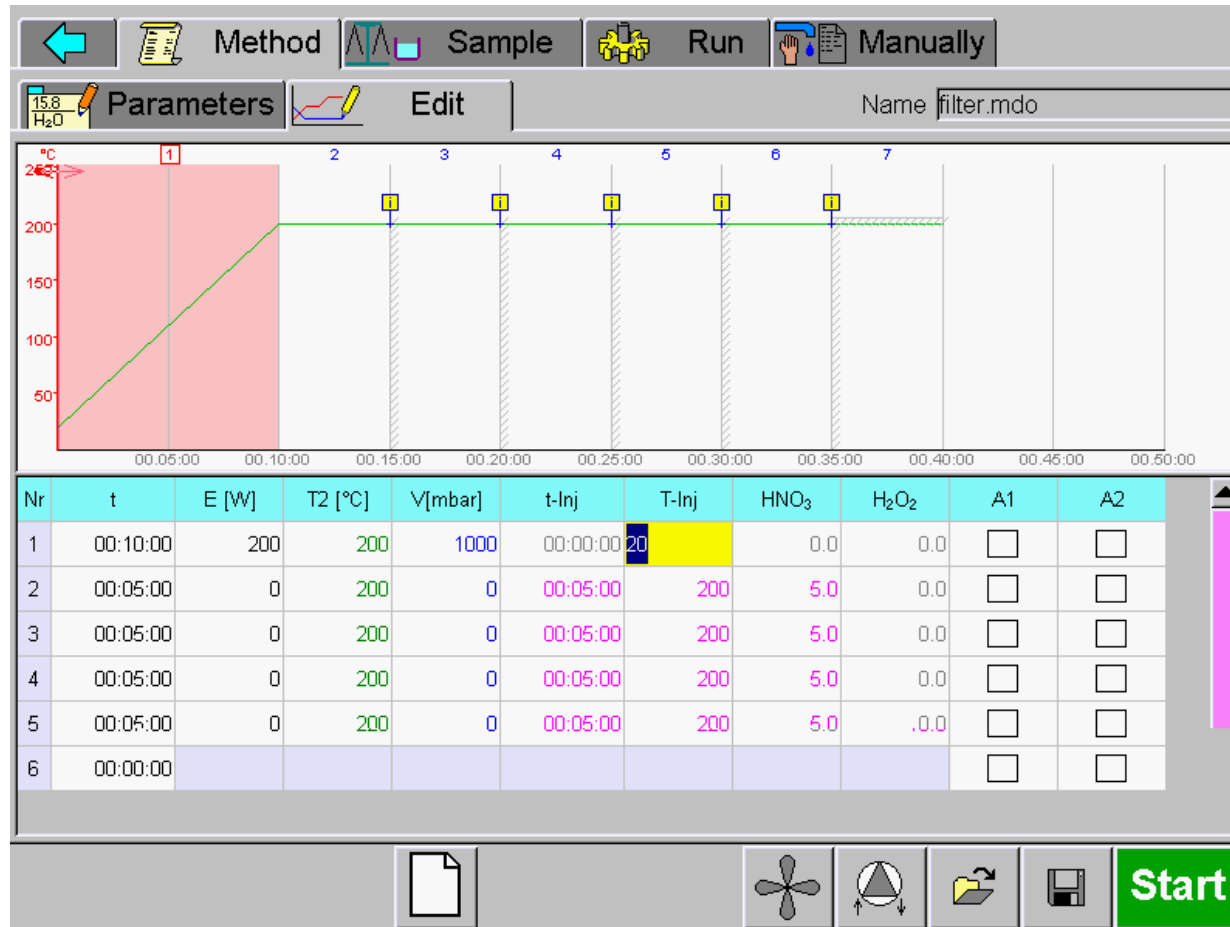 Method Sample Run Manually
15.8 H₂O Parameters Edit Name filter.mdo
°C 1 2 3 4 5 6 7
i i i i i
200
150
100
50
00.05:00 00.10:00 00.15:00 00.20:00 00.25:00 00.30:00 00.35:00 00.40:00 00.45:00 00.50:00
Nr t E [W] T2 [°C] V[mbar] t-Inj T-Inj HNO₃ H₂O₂ A1 A2
1 00:10:00 200 200 1000 00:00:00 20 0.0 0.0
2 00:05:00 0 200 0 00:05:00 200 5.0 0.0
3 00:05:00 0 200 0 00:05:00 200 5.0 0.0
4 00:05:00 0 200 0 00:05:00 200 5.0 0.0
5 00:05:00 0 200 0 00:05:00 200 5.0 0.0
6 00:00:00
Start